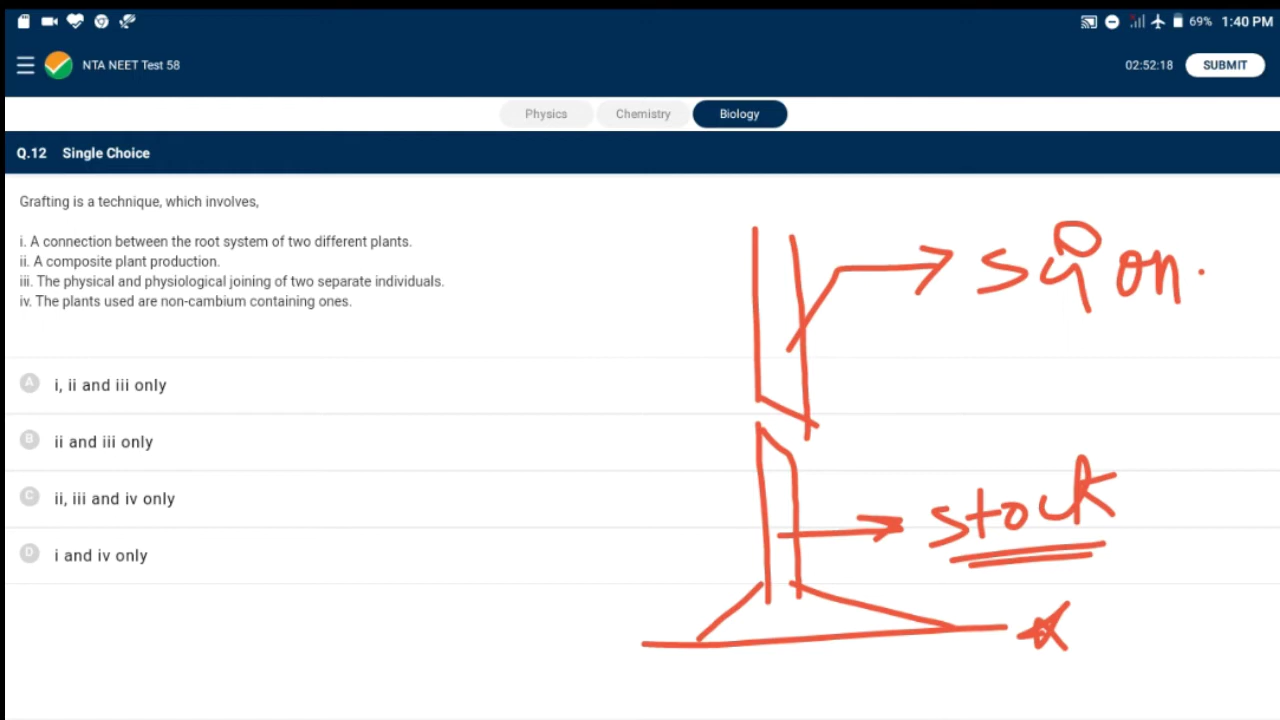 69% 1:40 PM
NTA NEET Test 58
02:52:18 SUBMIT
Physics Chemistry Biology
Q.12 Single Choice
Grafting is a technique, which involves,
i. A connection between the root system of two different plants.
ii. A composite plant production.
iii. The physical and physiological joining of two separate individuals.
iv. The plants used are non-cambium containing ones.
A i, ii and iii only
B ii and iii only
C ii, iii and iv only
D i and iv only
stock